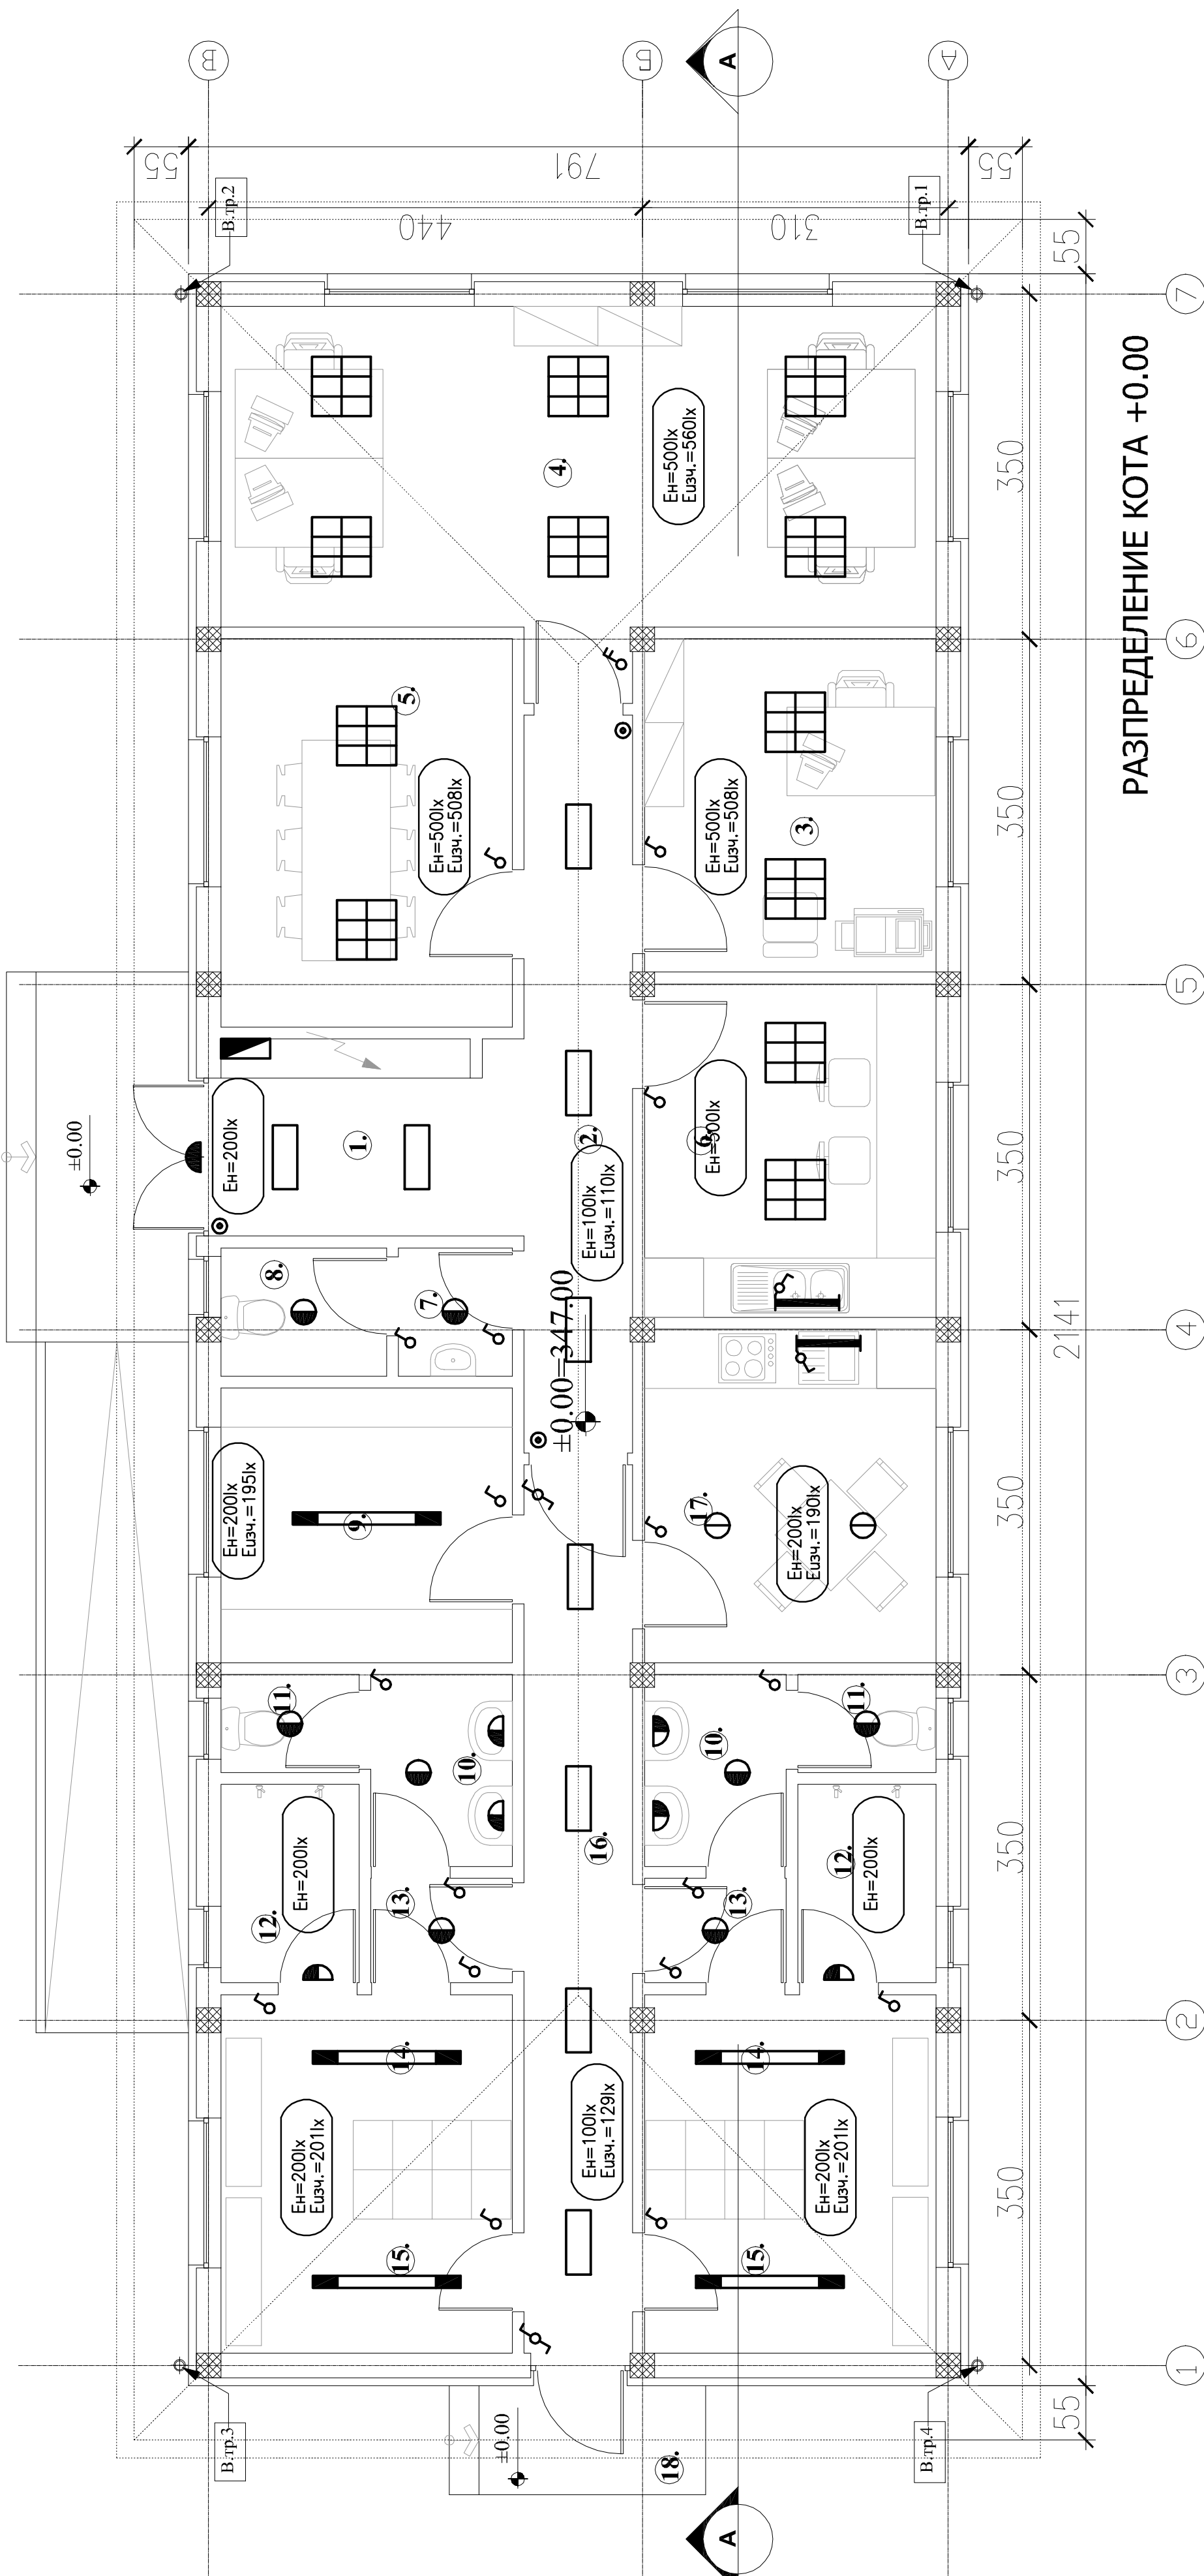 В
Б
А
А
55
791
55
440
310
В.тр.2
В.тр.1
55
7
4.
Ен=500lx
Еизч.=560lx
350
РАЗПРЕДЕЛЕНИЕ КОТА +0.00
6
5.
Ен=500lx
Еизч.=508lx
Ен=500lx
Еизч.=508lx
3.
350
5
±0.00
Ен=200lx
1.
2.
Ен=100lx
Еизч.=110lx
6.
Ен=500lx
350
8.
7.
±0.00=347.00
2141
4
Ен=200lx
Еизч.=195lx
9.
17.
Ен=200lx
Еизч.=190lx
350
3
11.
10.
10.
11.
16.
12.
Ен=200lx
13.
13.
12.
Ен=200lx
350
2
14.
14.
Ен=200lx
Еизч.=201lx
Ен=100lx
Еизч.=129lx
Ен=200lx
Еизч.=201lx
350
15.
15.
1
В.тр.3
±0.00
18.
В.тр.4
55
А